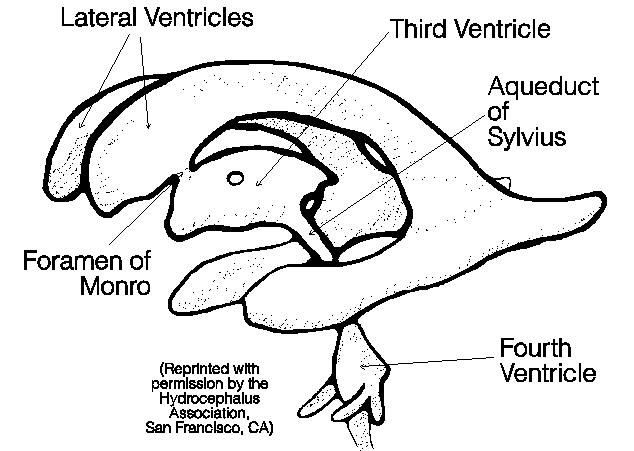 Lateral Ventricles
Third Ventricle
Aqueduct
of
Sylvius
Foramen of
Monro
Fourth
Ventricle
(Reprinted with
permission by the
Hydrocephalus
Association,
San Francisco, CA)